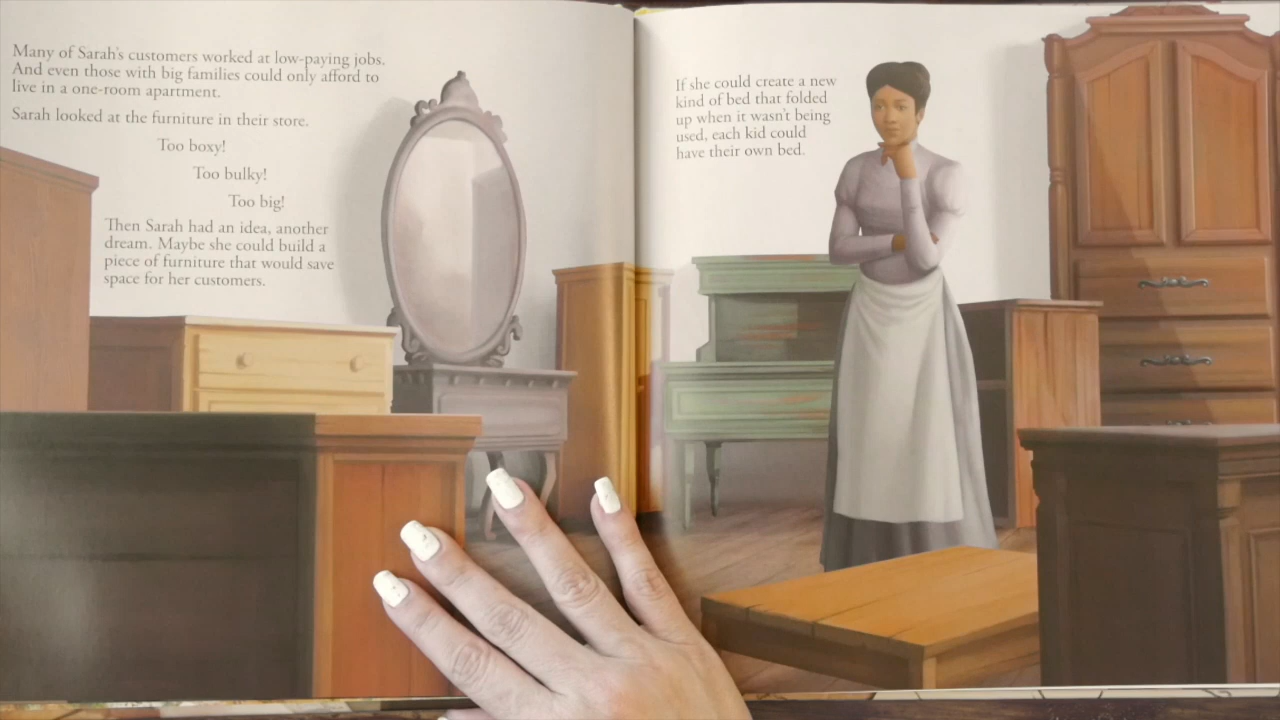 Many of Sarah's customers worked at low-paying jobs.
And even those with big families could only afford to
live in a one-room apartment.
Sarah looked at the furniture in their store.
Too boxy!
Too bulky!
Too big!
Then Sarah had an idea, another
dream. Maybe she could build a
piece of furniture that would save
space for her customers.
If she could create a new
kind of bed that folded
up when it wasn't being
used, each kid could
have their own bed.